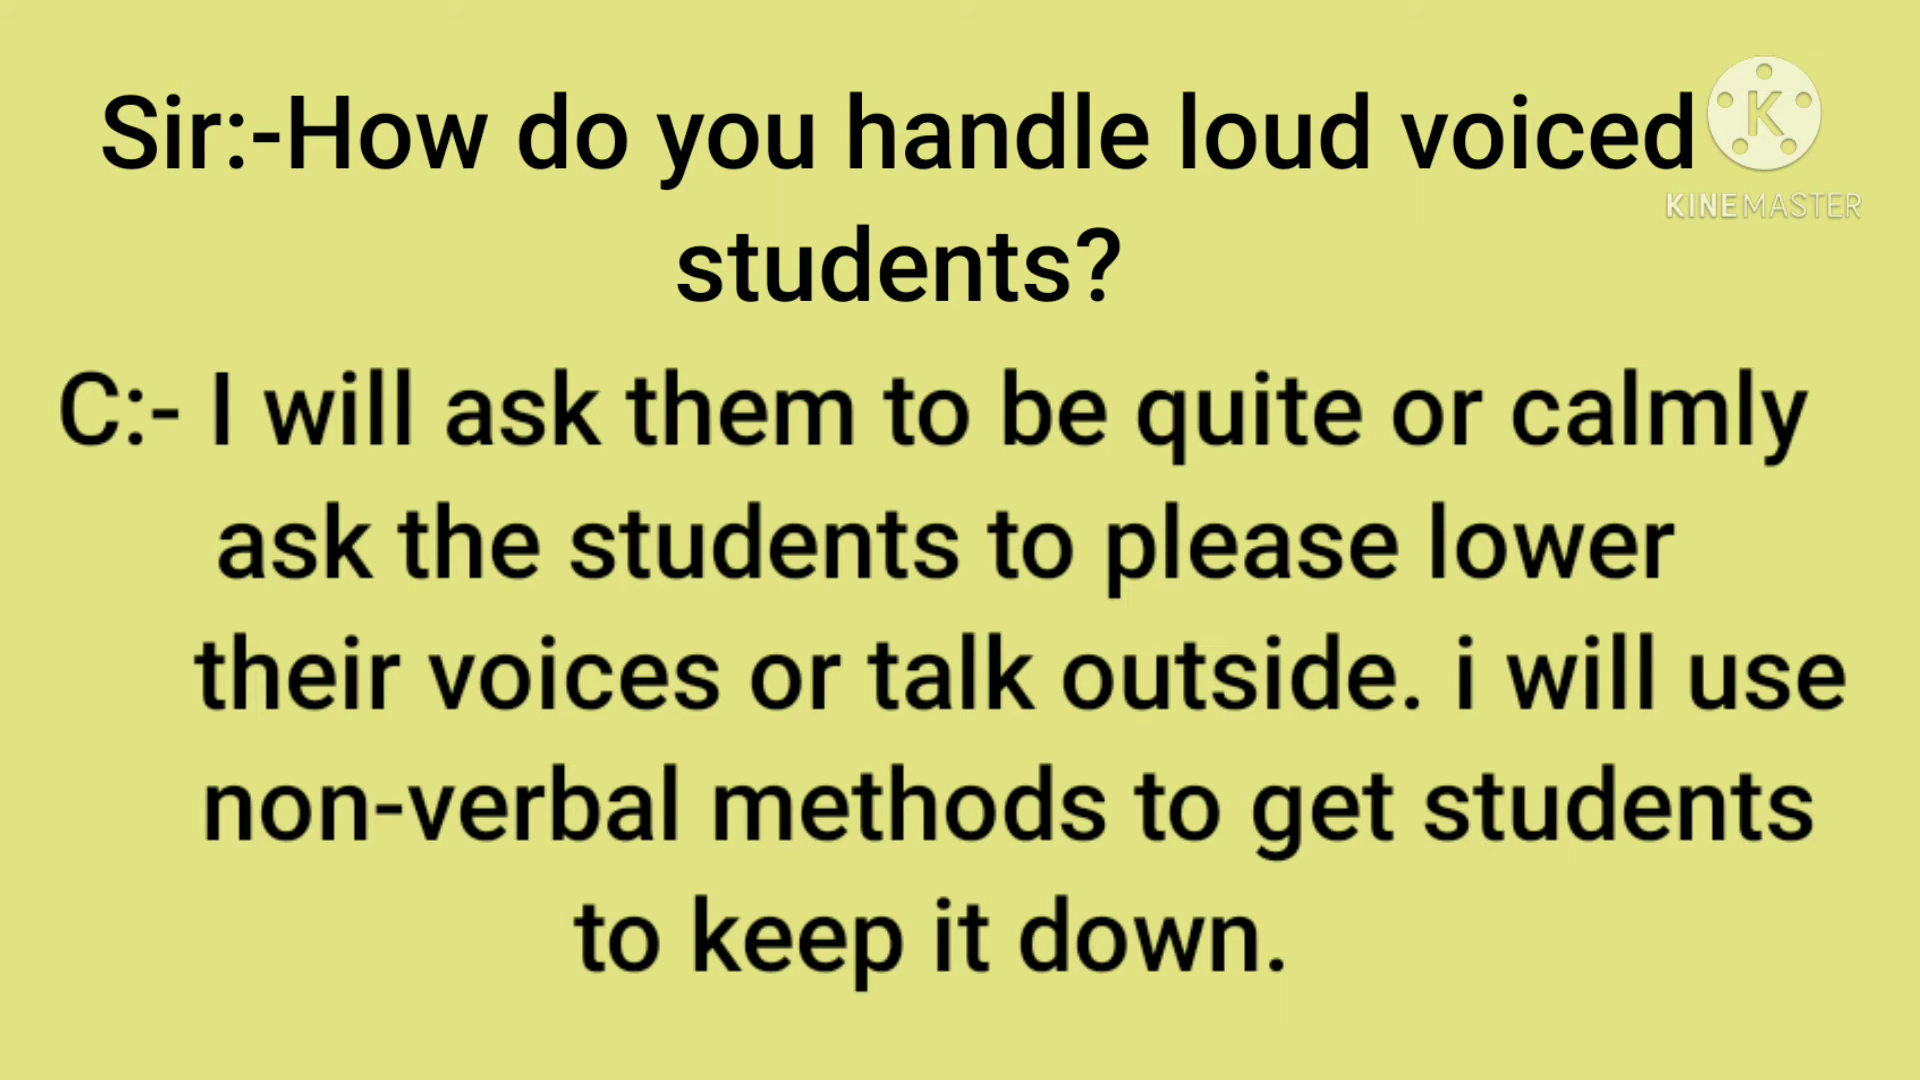 Sir:-How do you handle loud voiced
students?
K
KINEMASTER
C:- I will ask them to be quite or calmly
ask the students to please lower
their voices or talk outside. i will use
non-verbal methods to get students
to keep it down.